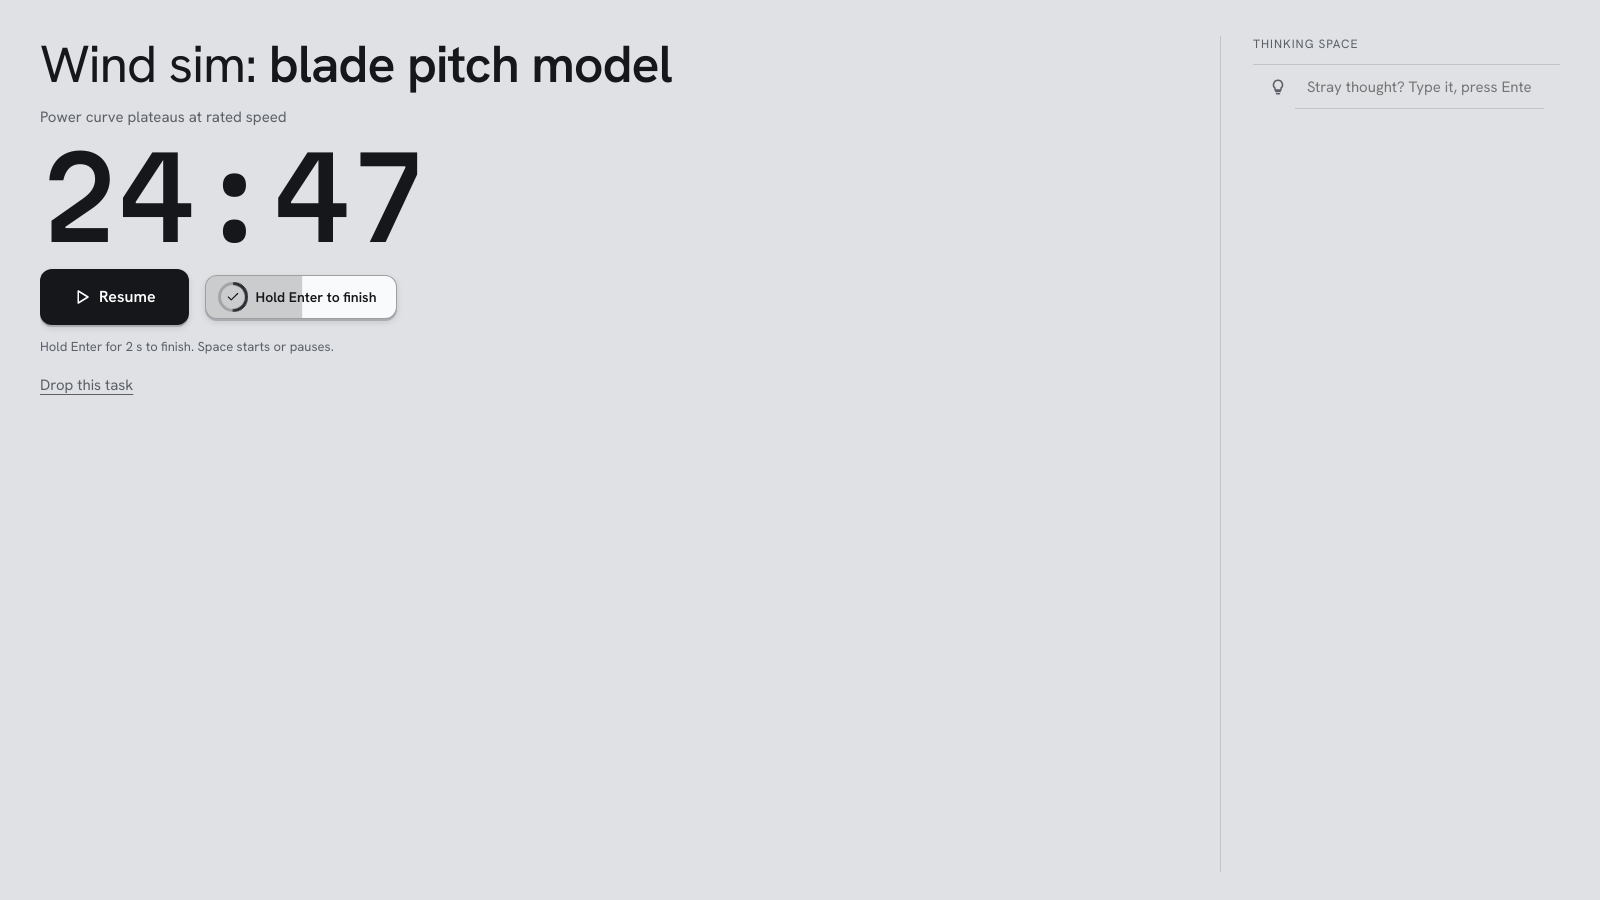 Wind sim: blade pitch model
Power curve plateaus at rated speed
24:47
Resume
Hold Enter to finish
Hold Enter for 2 s to finish. Space starts or pauses.
Drop this task
THINKING SPACE
Stray thought? Type it, press Ente